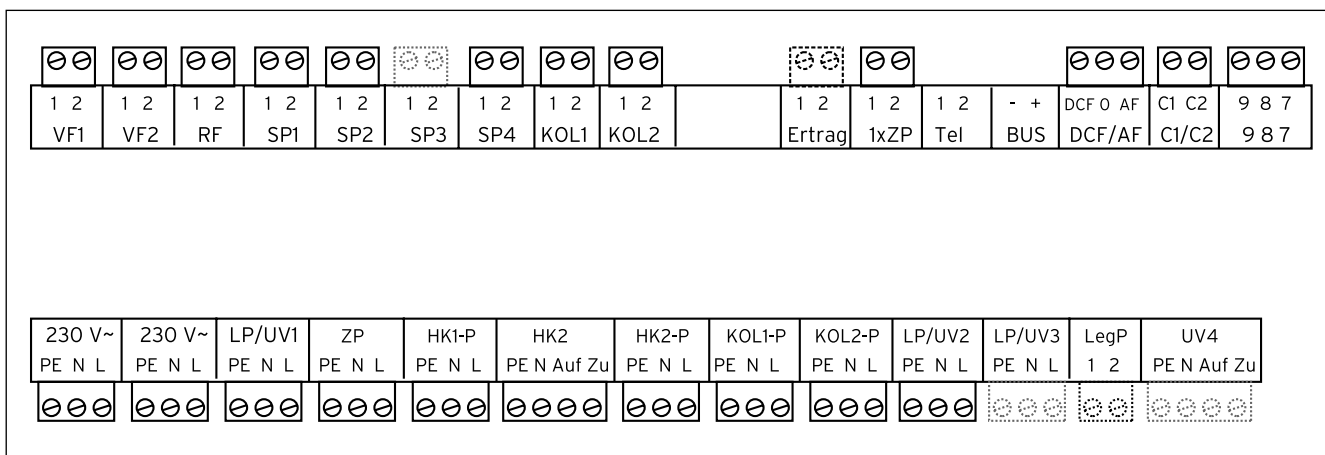 1 2 1 2 1 2 1 2 1 2 1 2 1 2 1 2 1 2 1 2 1 2 1 2 - + DCF O AF C1 C2 9 8 7
VF1 VF2 RF SP1 SP2 SP3 SP4 KOL1 KOL2 Ertrag 1xZP Tel BUS DCF/AF C1/C2 9 8 7
230 V~ 230 V~ LP/UV1 ZP HK1-P HK2 HK2-P KOL1-P KOL2-P LP/UV2 LP/UV3 LegP UV4
PE N L PE N L PE N L PE N L PE N L PE N Auf Zu PE N L PE N L PE N L PE N L PE N L 1 2 PE N Auf Zu